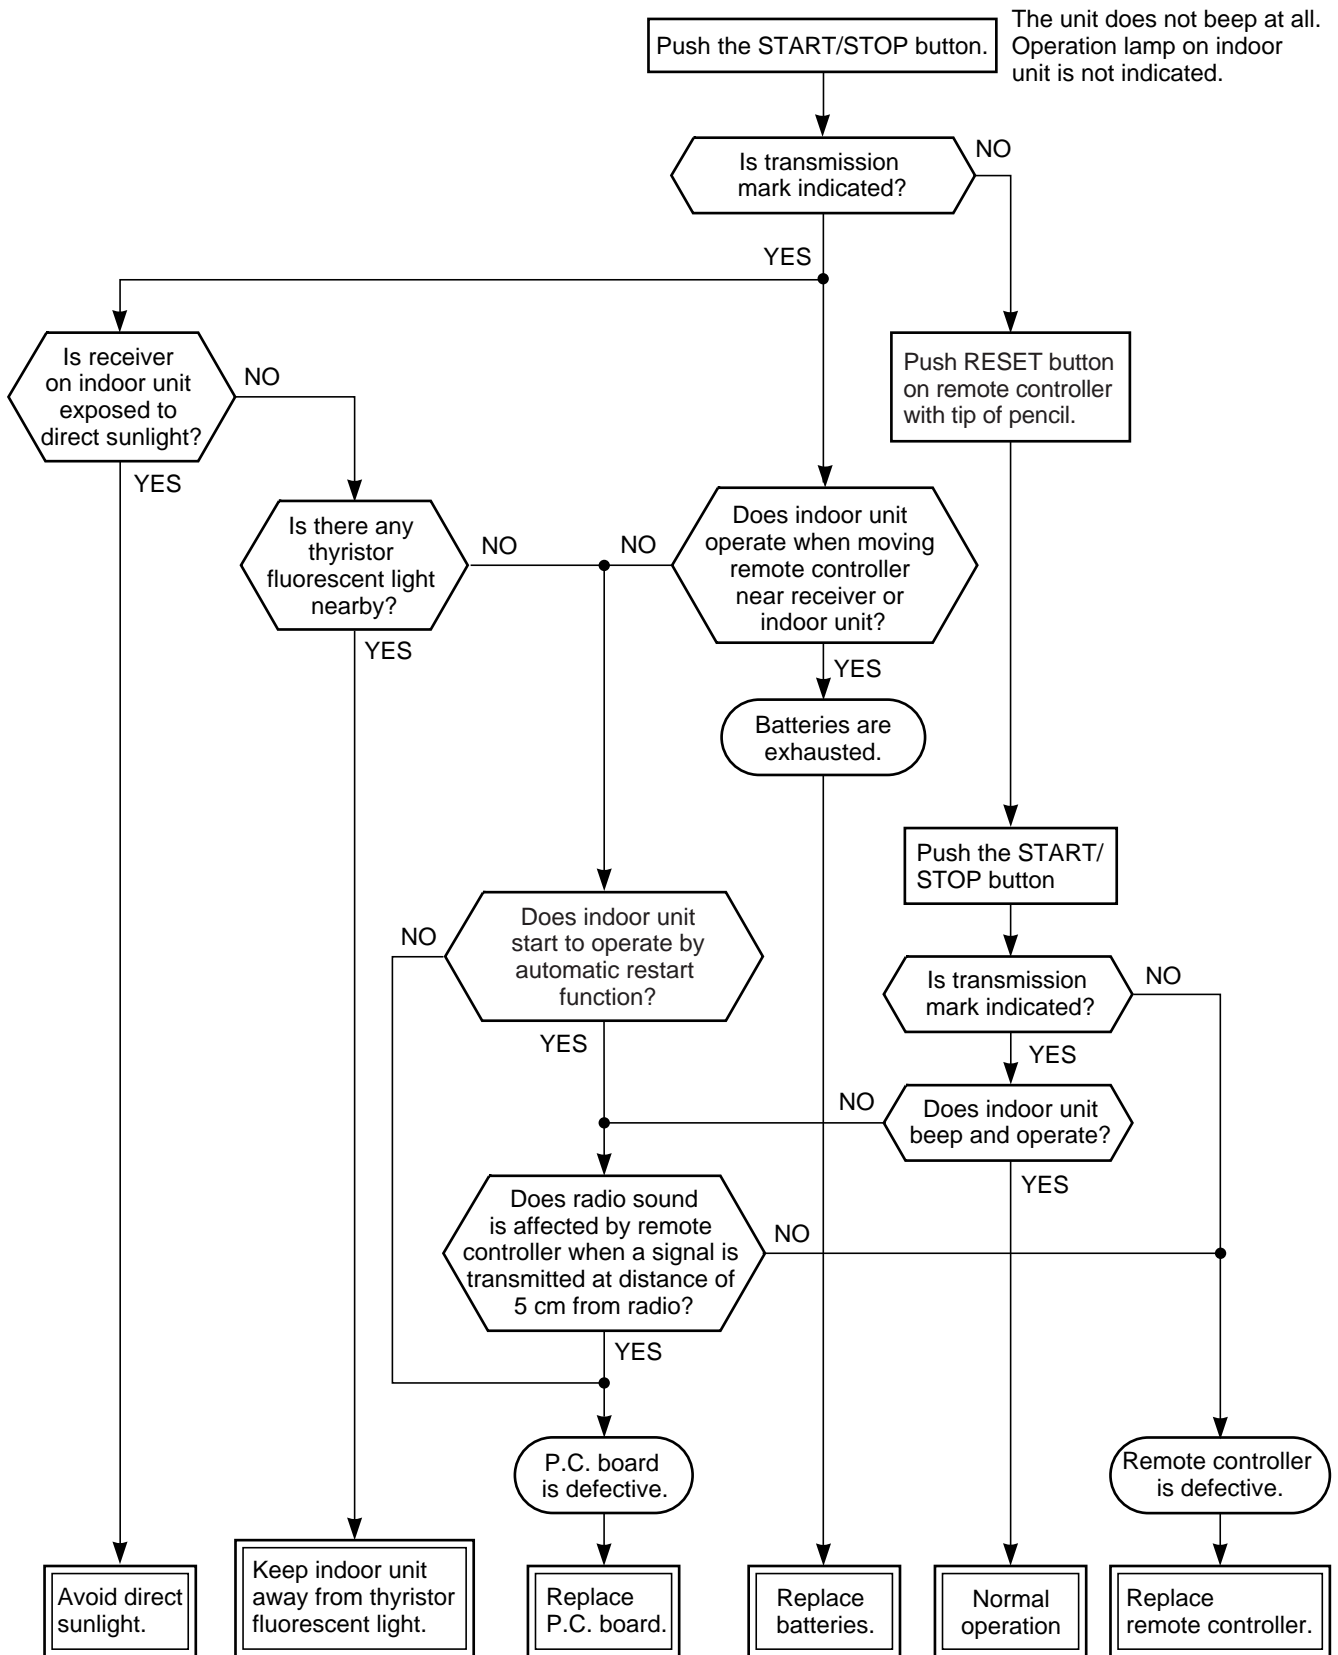 Push the START/STOP button.
The unit does not beep at all.
Operation lamp on indoor
unit is not indicated.
Is transmission
mark indicated?
NO
YES
Is receiver
on indoor unit
exposed to
direct sunlight?
NO
YES
Push RESET button
on remote controller
with tip of pencil.
Is there any
thyristor
fluorescent light
nearby?
NO
YES
NO
Does indoor unit
operate when moving
remote controller
near receiver or
indoor unit?
YES
Batteries are
exhausted.
Push the START/
STOP button
Does indoor unit
start to operate by
automatic restart
function?
NO
YES
Is transmission
mark indicated?
NO
YES
Does indoor unit
beep and operate?
NO
YES
Does radio sound
is affected by remote
controller when a signal is
transmitted at distance of
5 cm from radio?
NO
YES
P.C. board
is defective.
Remote controller
is defective.
Avoid direct
sunlight.
Keep indoor unit
away from thyristor
fluorescent light.
Replace
P.C. board.
Replace
batteries.
Normal
operation
Replace
remote controller.